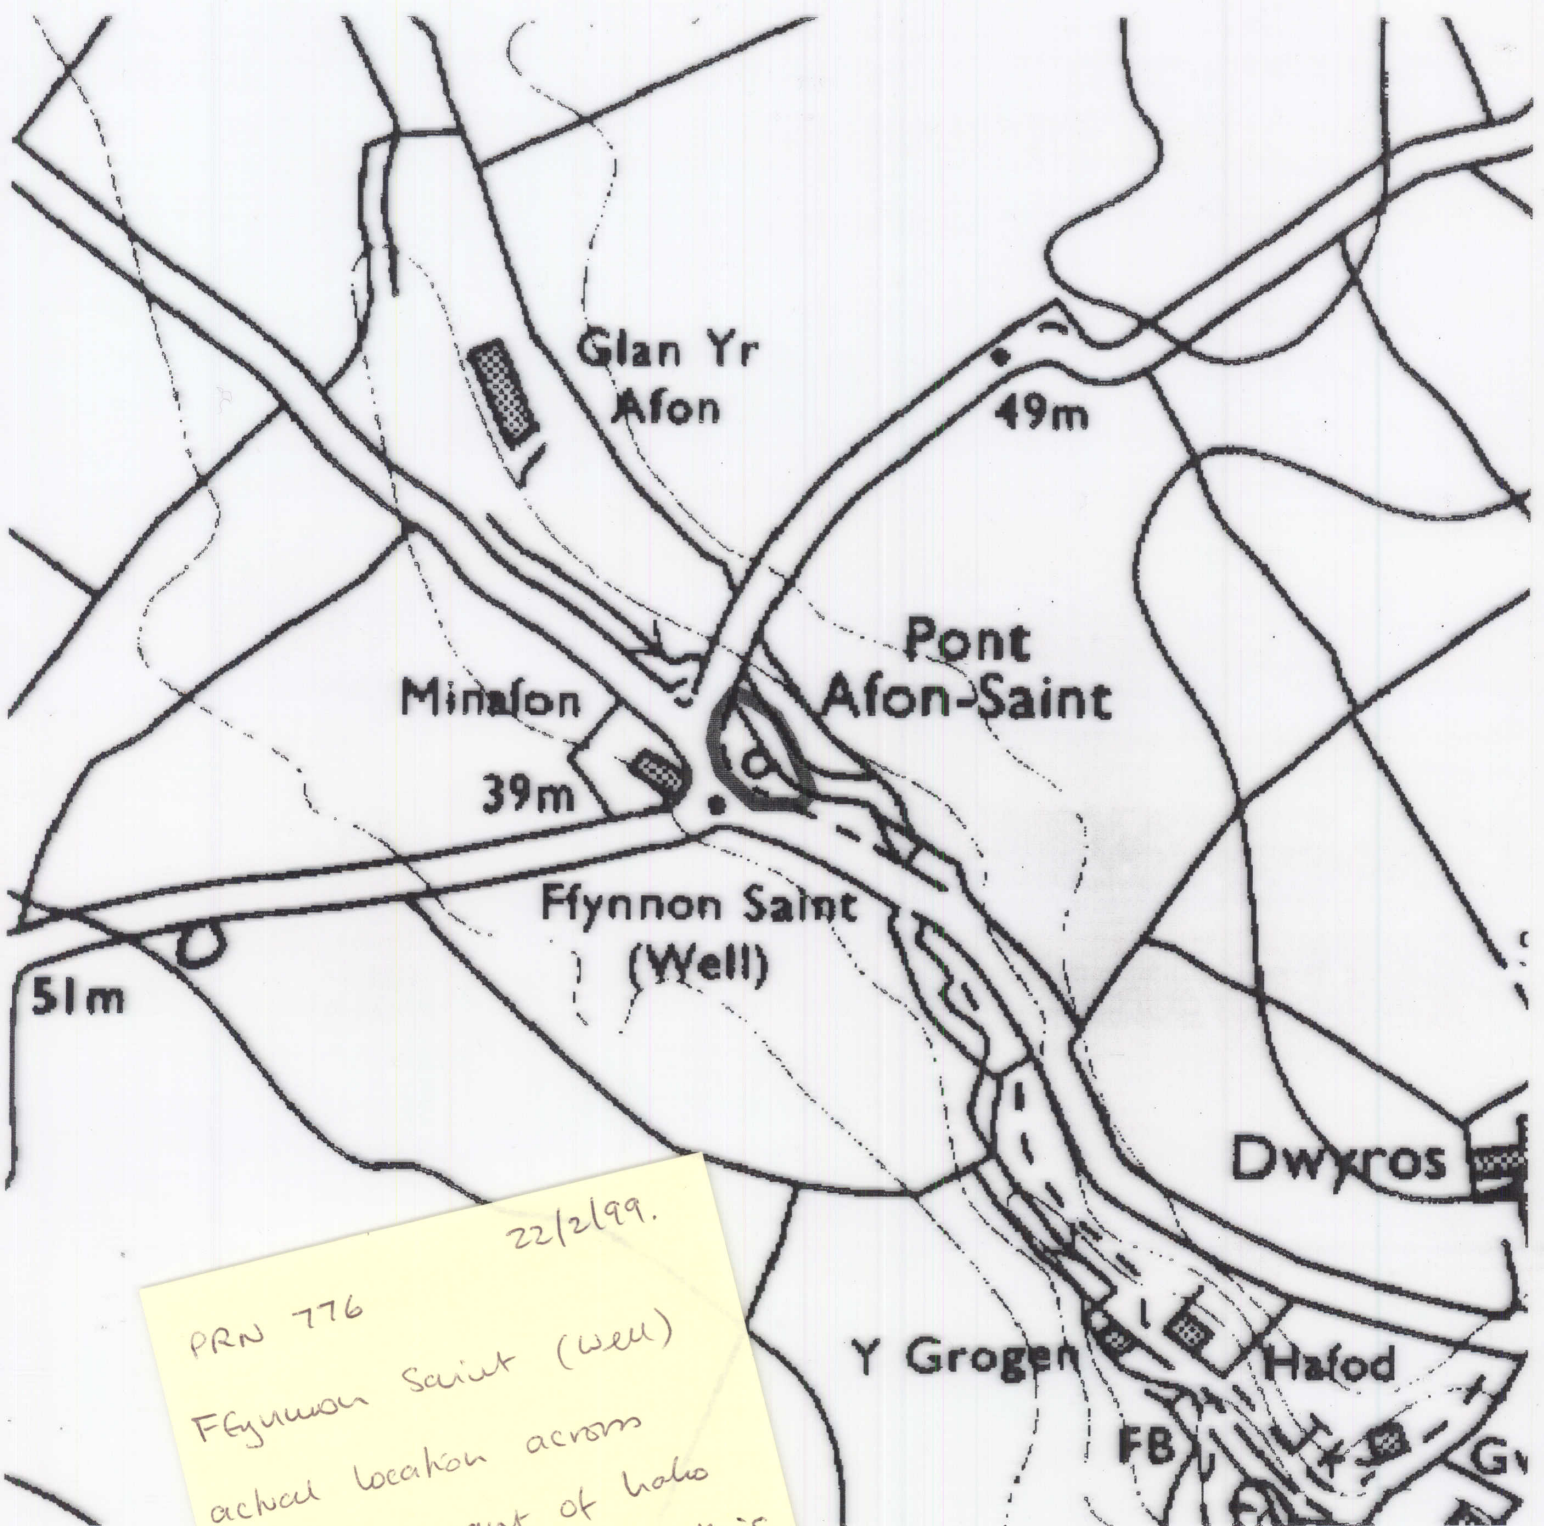 Glan Yr
Afon
49m
Pont
Afon-Saint
Minafon
39m
Ffynnon Saint
(Well)
51m
Dwyros
Y Grogen
Hafod
FB
22/2/99.
PRN 776
Ffynnon Saint (well)
actual location across
of